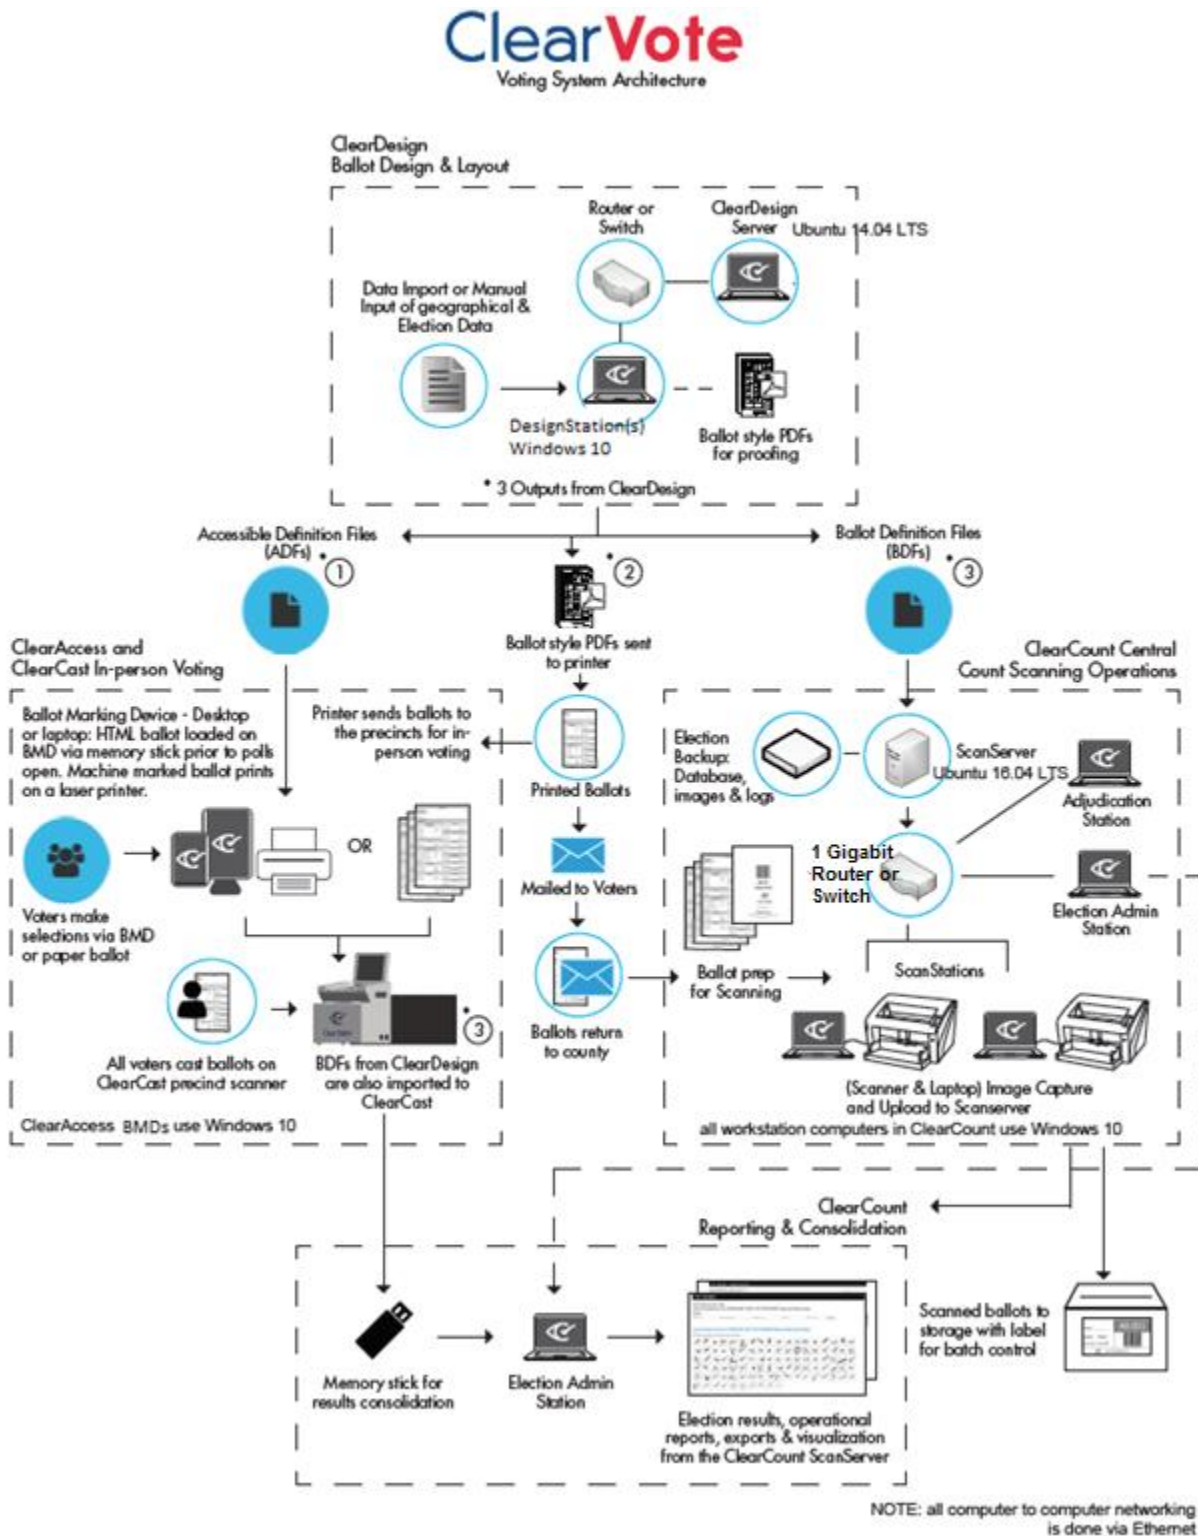 ClearVote
Voting System Architecture
ClearDesign
Ballot Design & Layout
Router or
Switch
ClearDesign
Server
Ubuntu 14.04 LTS
Data Import or Manual
Input of geographical &
Election Data
DesignStation(s)
Windows 10
Ballot style PDFs
for proofing
* 3 Outputs from ClearDesign
Accessible Definition Files
(ADFs) *
1
* 2
Ballot style PDFs sent
to printer
Ballot Definition Files
(BDFs) *
3
ClearAccess and
ClearCast In-person Voting
Ballot Marking Device - Desktop
or laptop: HTML ballot loaded on
BMD via memory stick prior to polls
open. Machine marked ballot prints
on a laser printer.
Printer sends ballots to
the precincts for in-
person voting
OR
Voters make
selections via BMD
or paper ballot
All voters cast ballots on
ClearCast precinct scanner
* 3
BDFs from ClearDesign
are also imported to
ClearCast
ClearAccess BMDs use Windows 10
Printed Ballots
Mailed to Voters
Ballots return
to county
ClearCount Central
Count Scanning Operations
Election
Backup:
Database,
images & logs
ScanServer
Ubuntu 16.04 LTS
Adjudication
Station
1 Gigabit
Router or
Switch
Election Admin
Station
Ballot prep
for Scanning
ScanStations
(Scanner & Laptop) Image Capture
and Upload to Scanserver
all workstation computers in ClearCount use Windows 10
ClearCount
Reporting & Consolidation
Memory stick for
results consolidation
Election Admin
Station
Election results, operational
reports, exports & visualization
from the ClearCount ScanServer
Scanned ballots to
storage with label
for batch control
NOTE: all computer to computer networking
is done via Ethernet